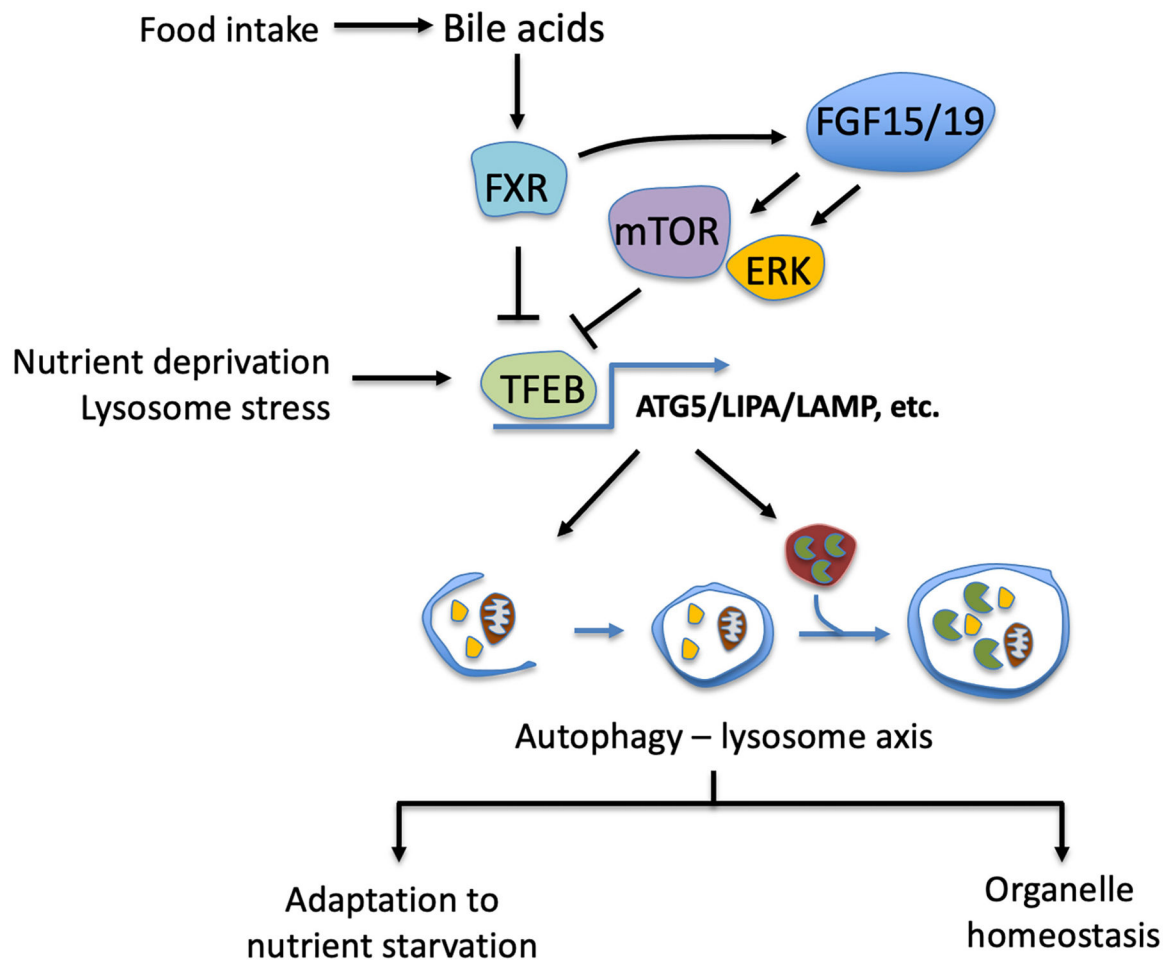 Food intake
Bile acids
FGF15/19
FXR
mTOR
ERK
Nutrient deprivation
Lysosome stress
TFEB
ATG5/LIPA/LAMP, etc.
Autophagy – lysosome axis
Adaptation to
nutrient starvation
Organelle
homeostasis